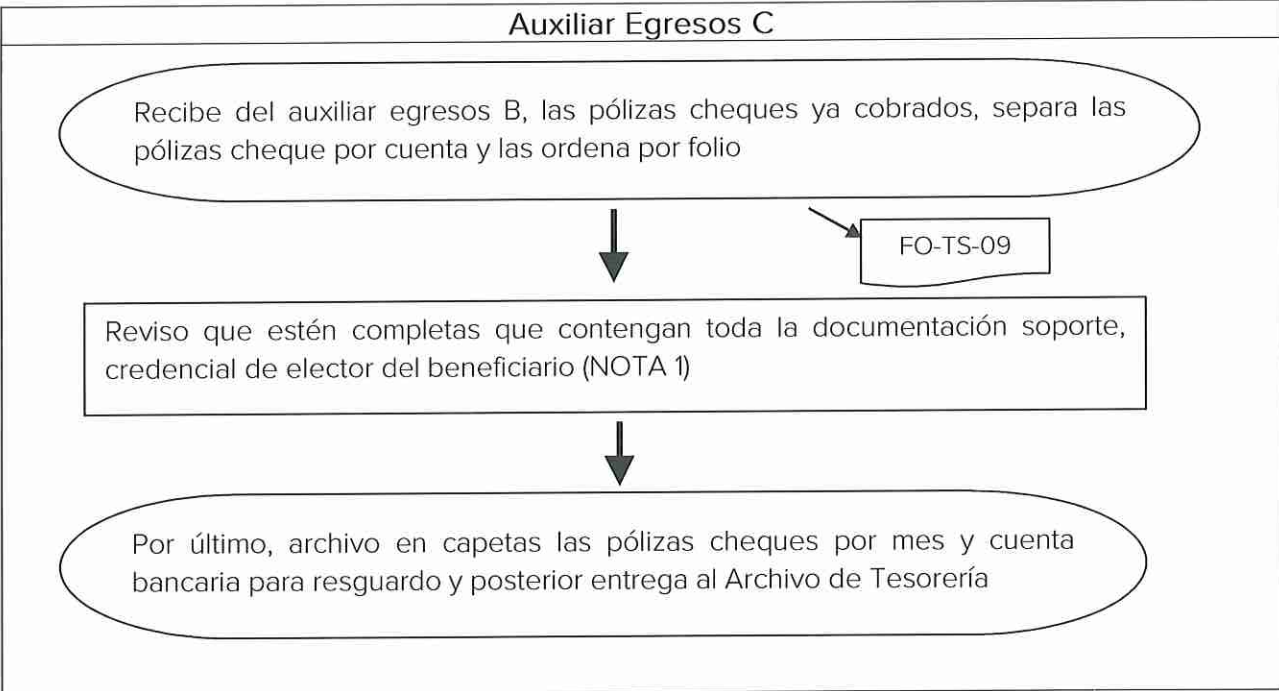 Auxiliar Egresos C
Recibe del auxiliar egresos B, las pólizas cheques ya cobrados, separa las
pólizas cheque por cuenta y las ordena por folio
FO-TS-09
Reviso que estén completas que contengan toda la documentación soporte,
credencial de elector del beneficiario (NOTA 1)
Por último, archivo en capetas las pólizas cheques por mes y cuenta
bancaria para resguardo y posterior entrega al Archivo de Tesorería